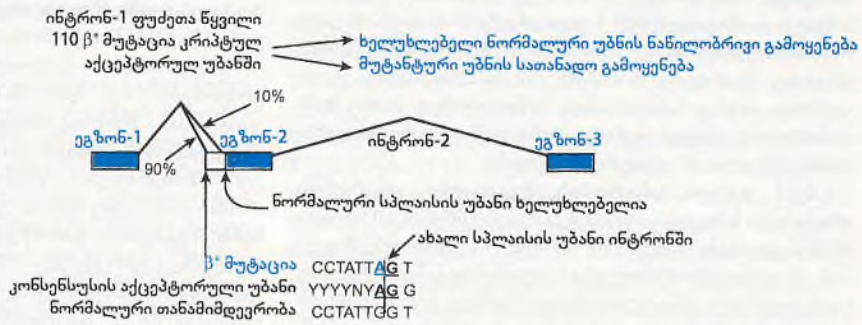 ინტრონ-1 ფუძეთა წყვილი
110 β⁺ მუტაცია კრიპტულ
აქცეპტორულ უბანში
ხელუხლებელი ნორმალური უბნის ნაწილობრივი გამოყენება
მუტანტური უბნის სათანადო გამოყენება
10%
ეგზონ-1
ეგზონ-2
ინტრონ-2
ეგზონ-3
90%
ნორმალური სპლაისის უბანი ხელუხლებელია
ახალი სპლაისის უბანი ინტრონში
β⁺ მუტაცია CCTATTAG T
კონსენსუსის აქცეპტორული უბანი YYYYNYAG G
ნორმალური თანამიმდევრობა CCTATTGG T